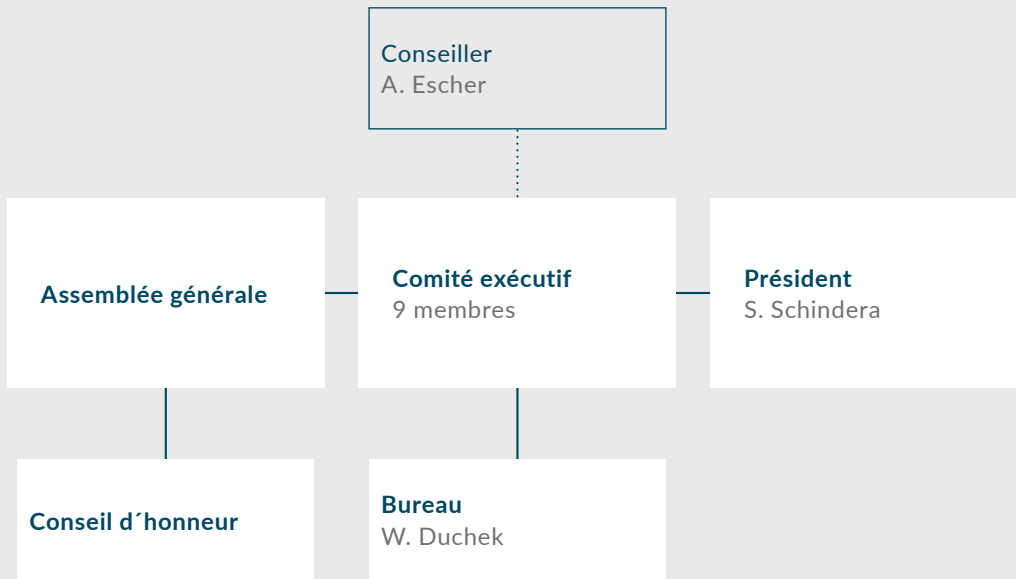 Conseiller
A. Escher
Assemblée générale
Comité exécutif
9 membres
Président
S. Schindera
Conseil d´honneur
Bureau
W. Duchek